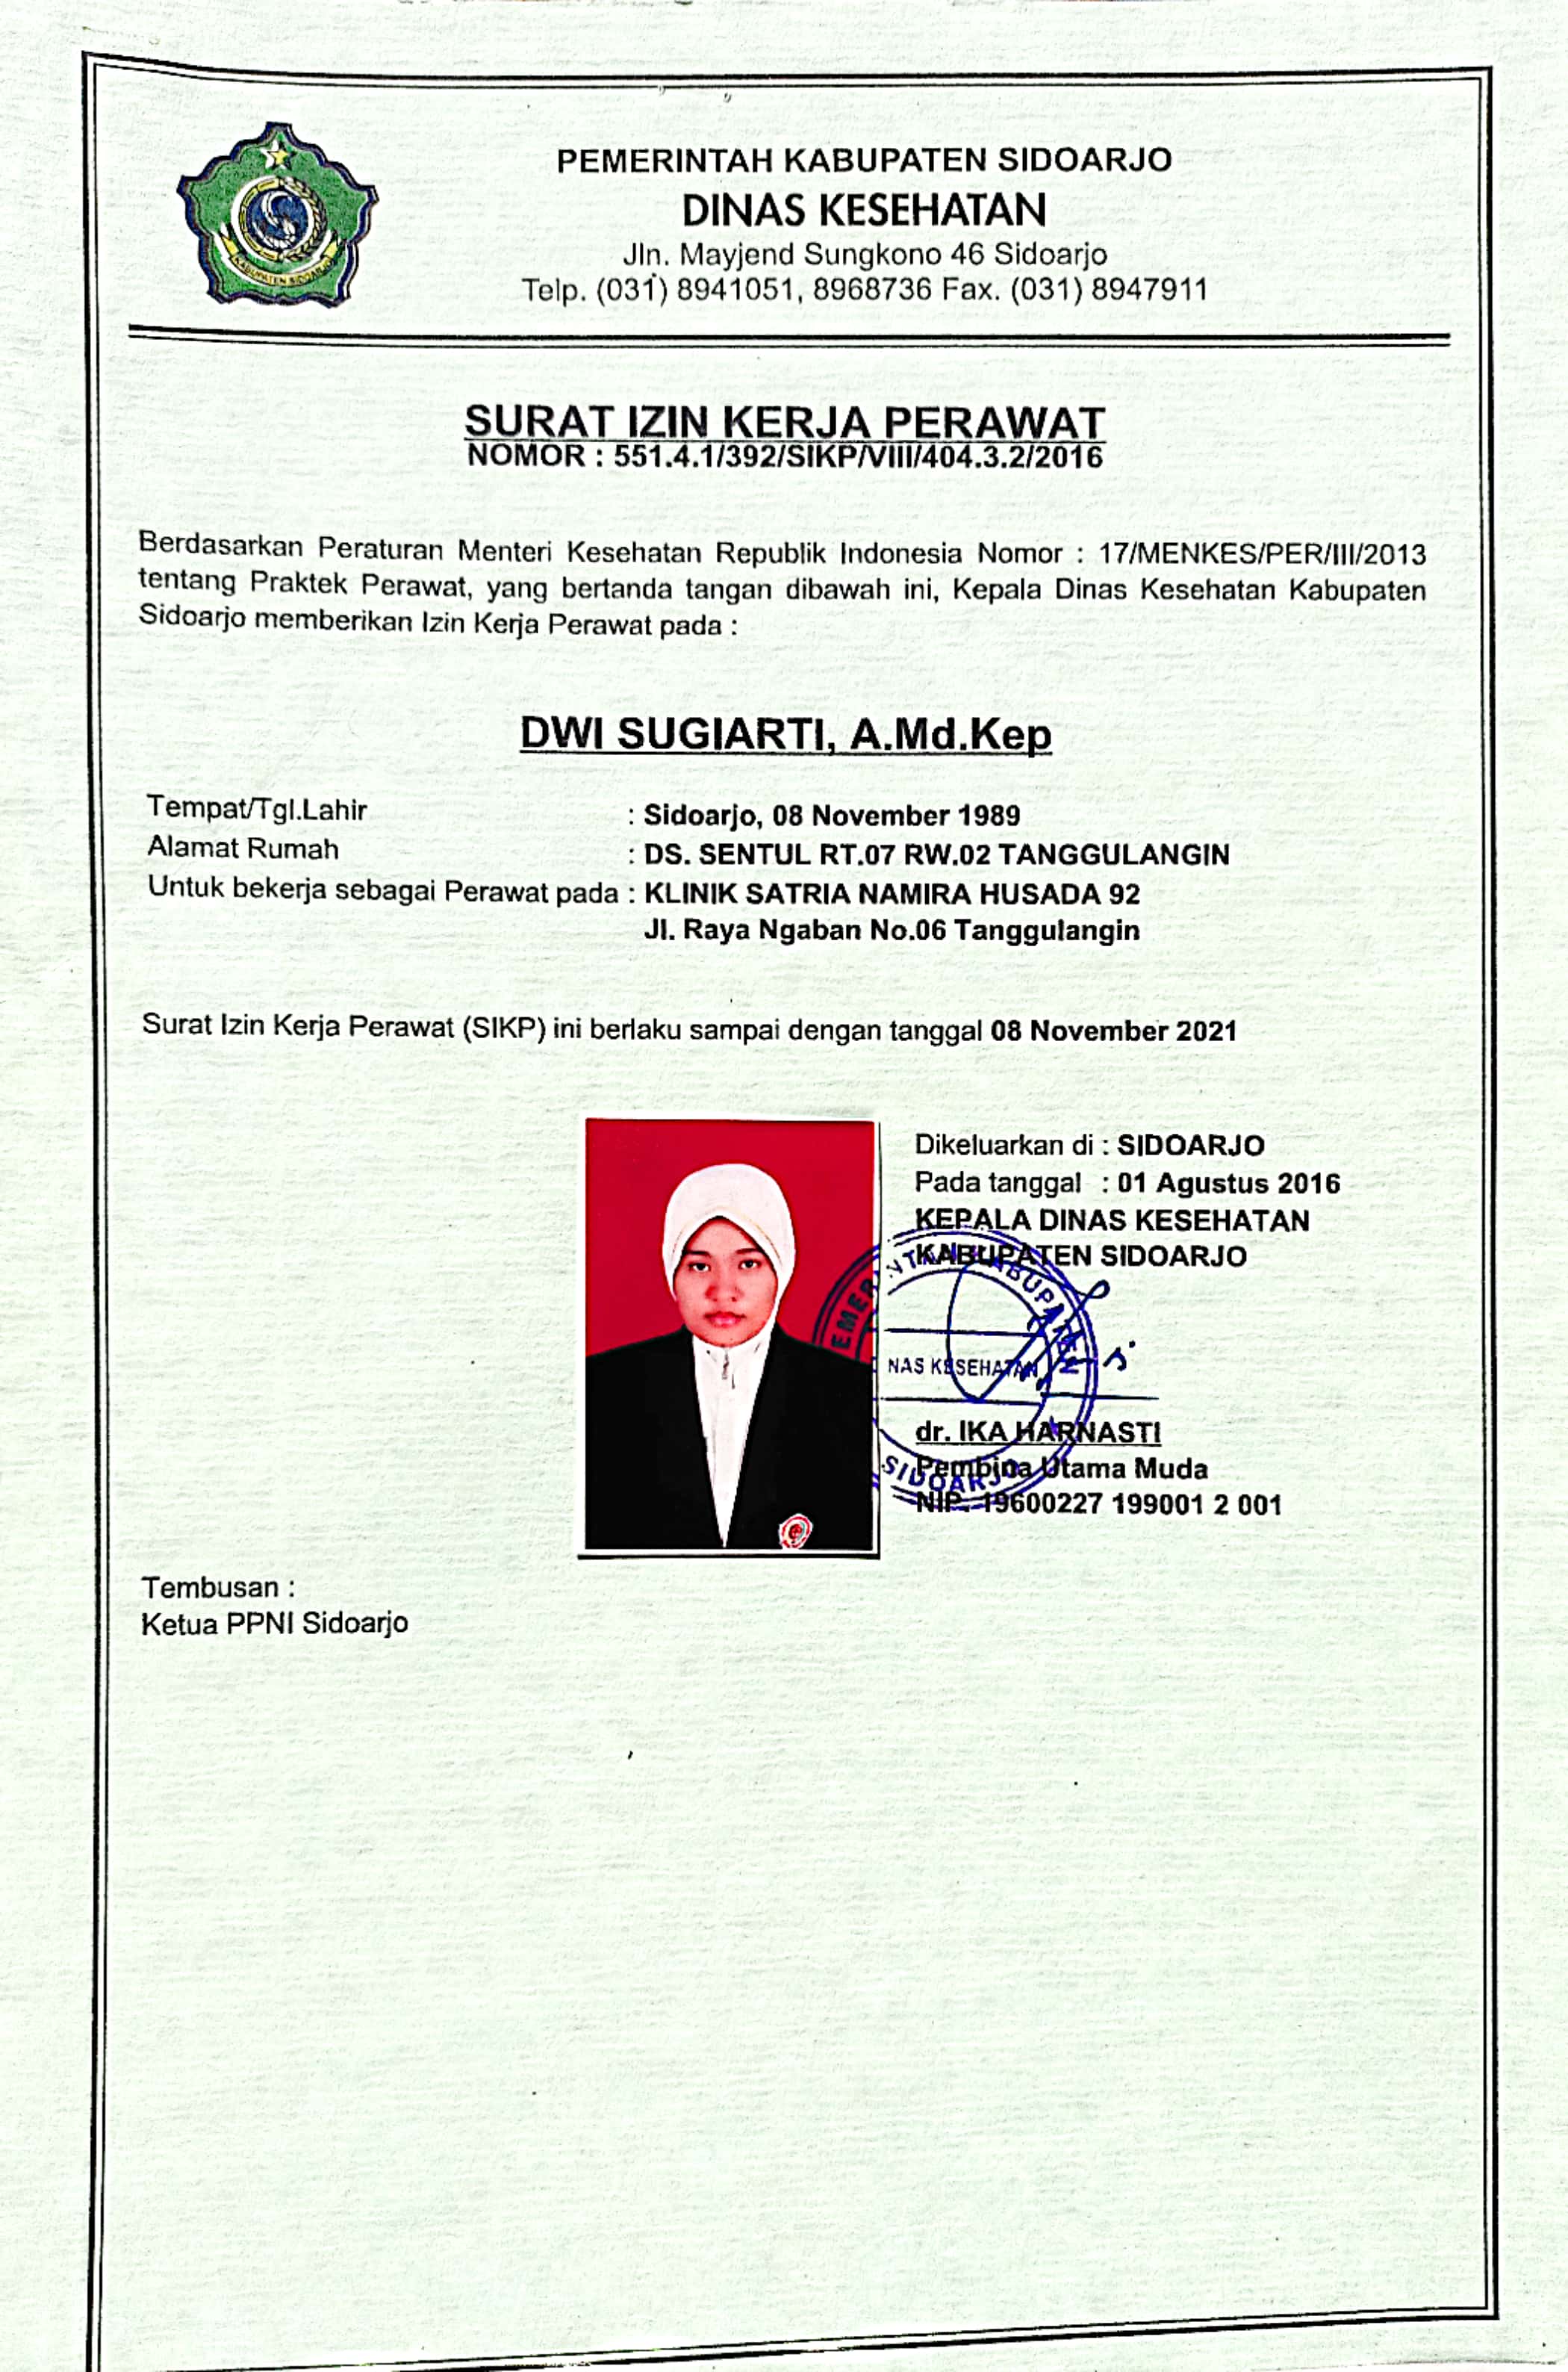 KABUPATEN SIDOARJO
PEMERINTAH KABUPATEN SIDOARJO
DINAS KESEHATAN
Jln. Mayjend Sungkono 46 Sidoarjo
Telp. (031) 8941051, 8968736 Fax. (031) 8947911
SURAT IZIN KERJA PERAWAT
NOMOR : 551.4.1/392/SIKP/VIII/404.3.2/2016
Berdasarkan Peraturan Menteri Kesehatan Republik Indonesia Nomor : 17/MENKES/PER/III/2013
tentang Praktek Perawat, yang bertanda tangan dibawah ini, Kepala Dinas Kesehatan Kabupaten
Sidoarjo memberikan Izin Kerja Perawat pada :
DWI SUGIARTI, A.Md.Kep
Tempat/Tgl.Lahir : Sidoarjo, 08 November 1989
Alamat Rumah : DS. SENTUL RT.07 RW.02 TANGGULANGIN
Untuk bekerja sebagai Perawat pada : KLINIK SATRIA NAMIRA HUSADA 92
Jl. Raya Ngaban No.06 Tanggulangin
Surat Izin Kerja Perawat (SIKP) ini berlaku sampai dengan tanggal 08 November 2021
Dikeluarkan di : SIDOARJO
Pada tanggal : 01 Agustus 2016
KEPALA DINAS KESEHATAN
KABUPATEN SIDOARJO
EMERINTAH KABUPATEN
NAS KESEHATAN
SIDOARJO
dr. IKA HARNASTI
Pembina Utama Muda
NIP. 19600227 199001 2 001
Tembusan :
Ketua PPNI Sidoarjo